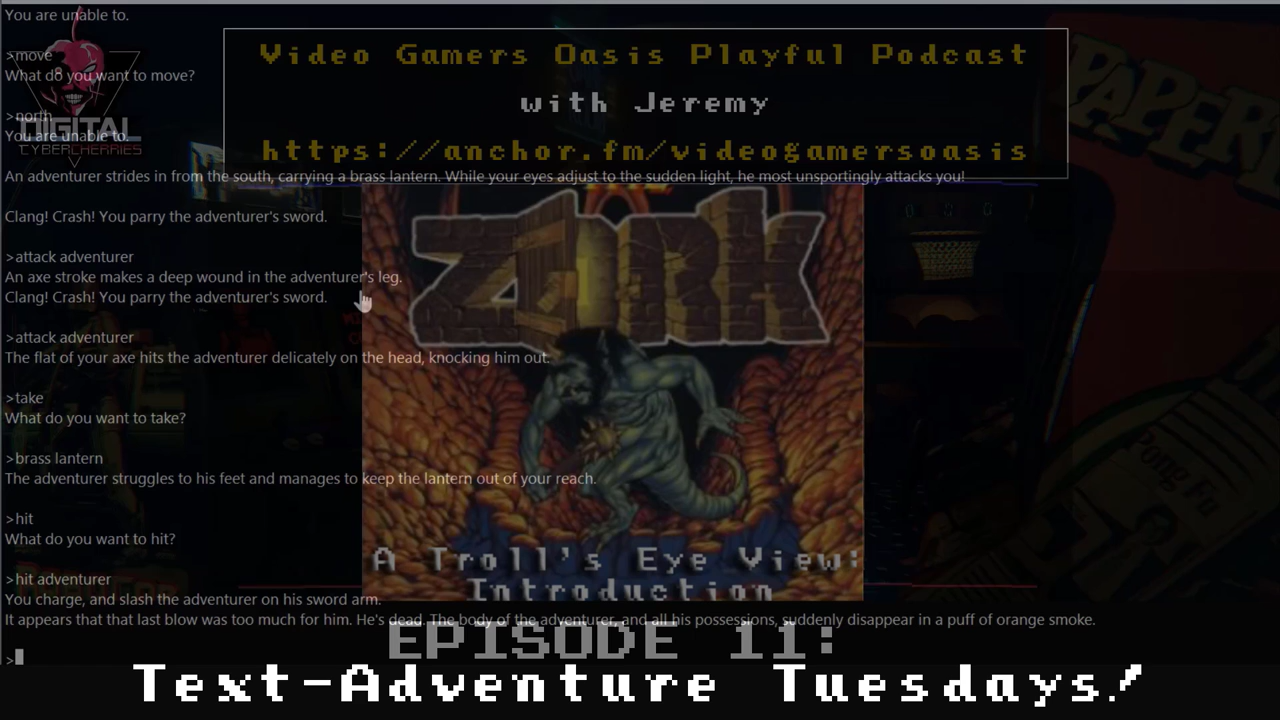 You are unable to.
>move
What do you want to move?
>north
You are unable to.
DIGITAL
CYBERCHERRIES
Video Gamers Oasis Playful Podcast
with Jeremy
https://anchor.fm/videogamersoasis
PAPER
An adventurer strides in from the south, carrying a brass lantern. While your eyes adjust to the sudden light, he most unsportingly attacks you!
Clang! Crash! You parry the adventurer's sword.
0 0 0
ZORK
>attack adventurer
An axe stroke makes a deep wound in the adventurer's leg.
Clang! Crash! You parry the adventurer's sword.
>attack adventurer
The flat of your axe hits the adventurer delicately on the head, knocking him out.
>take
What do you want to take?
>brass lantern
The adventurer struggles to his feet and manages to keep the lantern out of your reach.
Pong Fu
>hit
What do you want to hit?
A Troll's Eye View:
Introduction
>hit adventurer
You charge, and slash the adventurer on his sword arm.
It appears that that last blow was too much for him. He's dead. The body of the adventurer, and all his possessions, suddenly disappear in a puff of orange smoke.
>
EPISODE 11:
Text-Adventure Tuesdays!